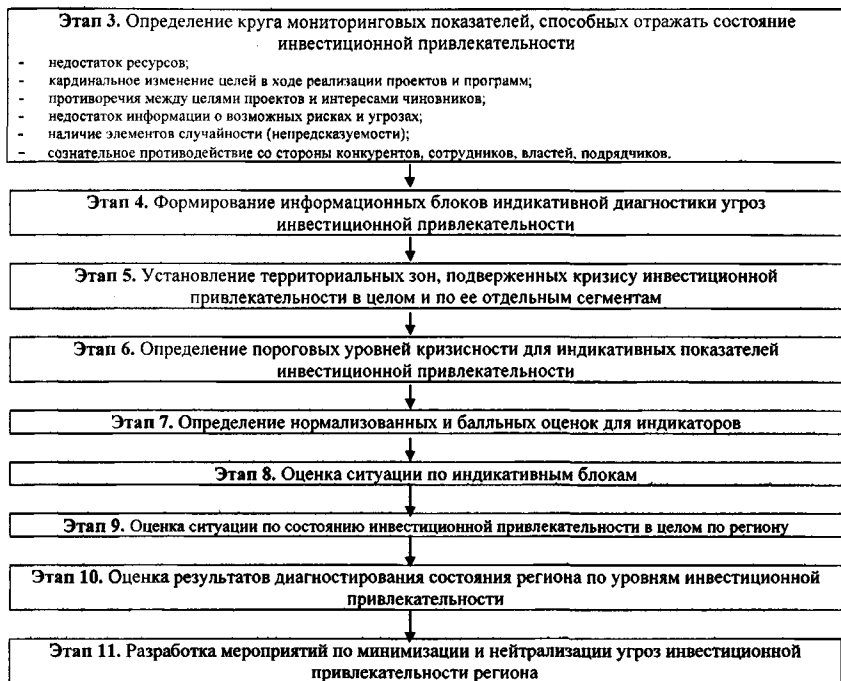 Этап 3. Определение круга мониторинговых показателей, способных отражать состояние
инвестиционной привлекательности
- недостаток ресурсов;
- кардинальное изменение целей в ходе реализации проектов и программ;
- противоречия между целями проектов и интересами чиновников;
- недостаток информации о возможных рисках и угрозах;
- наличие элементов случайности (непредсказуемости);
- сознательное противодействие со стороны конкурентов, сотрудников, властей, подрядчиков.
Этап 4. Формирование информационных блоков индикативной диагностики угроз
инвестиционной привлекательности
Этап 5. Установление территориальных зон, подверженных кризису инвестиционной
привлекательности в целом и по ее отдельным сегментам
Этап 6. Определение пороговых уровней кризисности для индикативных показателей
инвестиционной привлекательности
Этап 7. Определение нормализованных и балльных оценок для индикаторов
Этап 8. Оценка ситуации по индикативным блокам
Этап 9. Оценка ситуации по состоянию инвестиционной привлекательности в целом по региону
Этап 10. Оценка результатов диагностирования состояния региона по уровням инвестиционной
привлекательности
Этап 11. Разработка мероприятий по минимизации и нейтрализации угроз инвестиционной
привлекательности региона